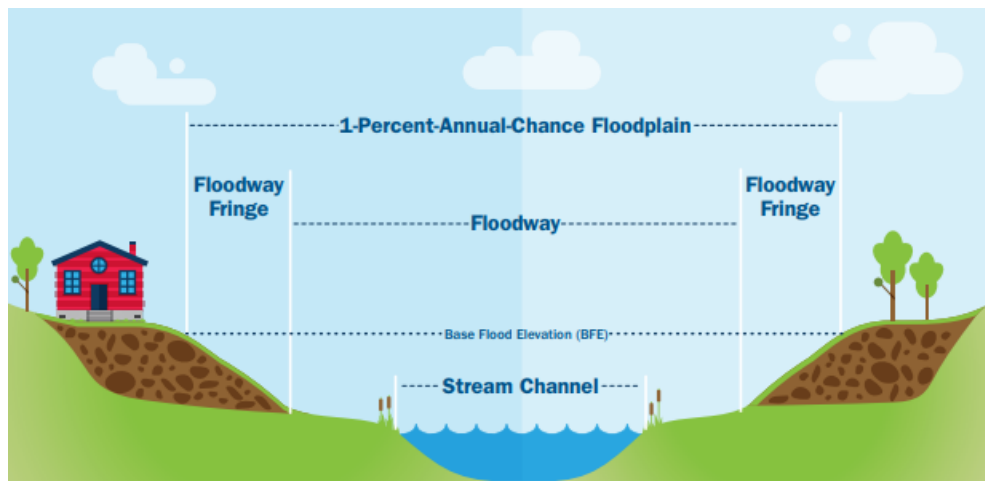 1-Percent-Annual-Chance Floodplain
Floodway
Fringe
Floodway
Fringe
Floodway
Base Flood Elevation (BFE)
Stream Channel